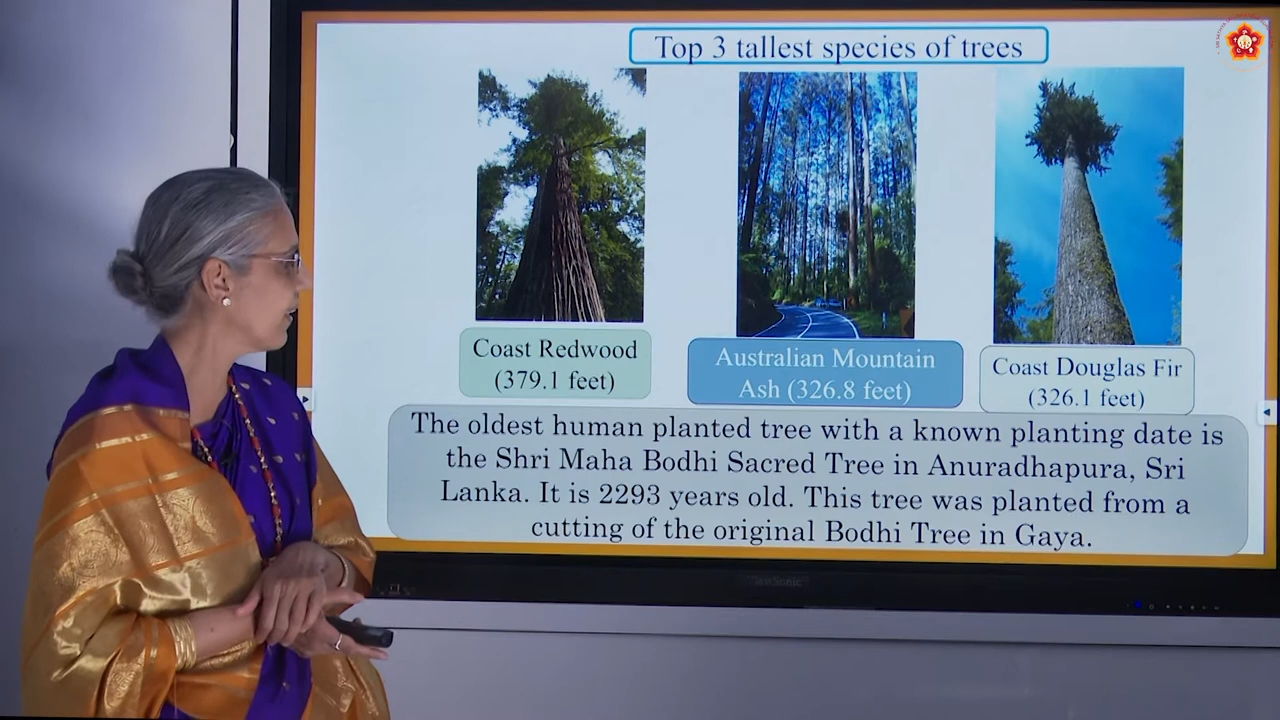 Top 3 tallest species of trees
Coast Redwood
(379.1 feet)
Australian Mountain
Ash (326.8 feet)
Coast Douglas Fir
(326.1 feet)
The oldest human planted tree with a known planting date is
the Shri Maha Bodhi Sacred Tree in Anuradhapura, Sri
Lanka. It is 2293 years old. This tree was planted from a
cutting of the original Bodhi Tree in Gaya.
ViewSonic